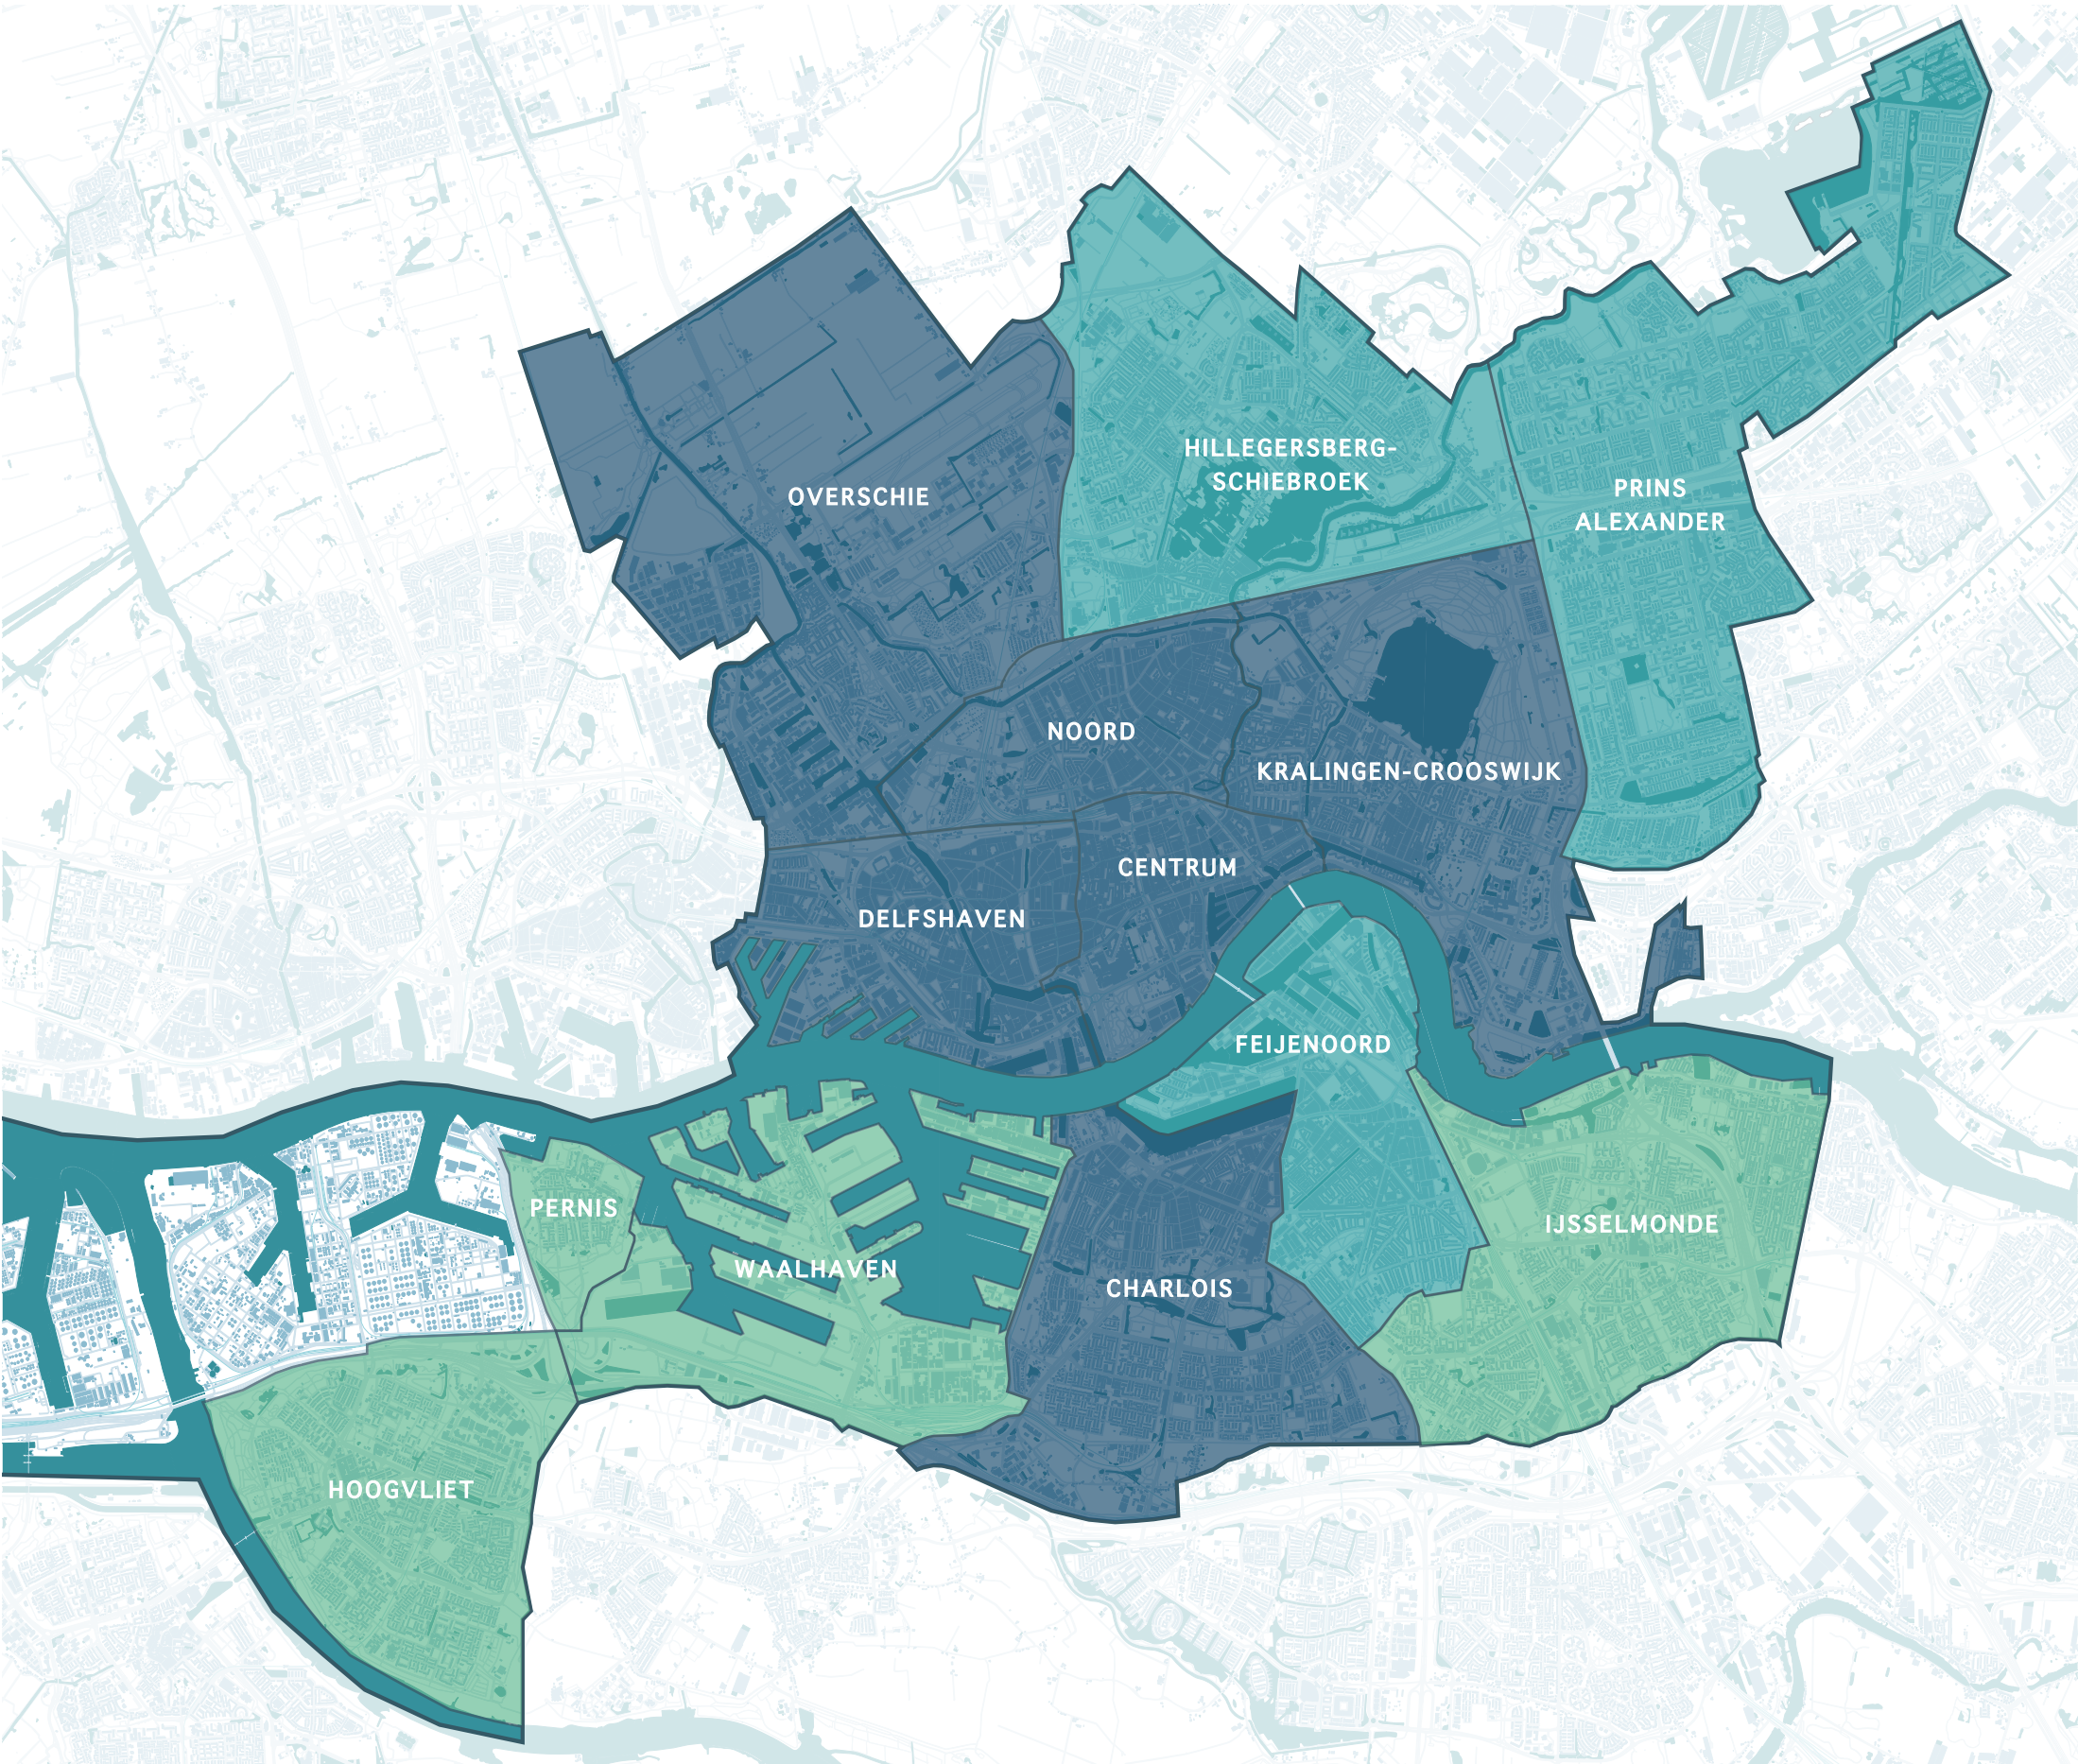 HILLEGERSBERG-
SCHIEBROEK
OVERSCHIE
PRINS
ALEXANDER
NOORD
KRALINGEN-CROOSWIJK
CENTRUM
DELFSHAVEN
FEIJENOORD
PERNIS
IJSSELMONDE
WAALHAVEN
CHARLOIS
HOOGVLIET